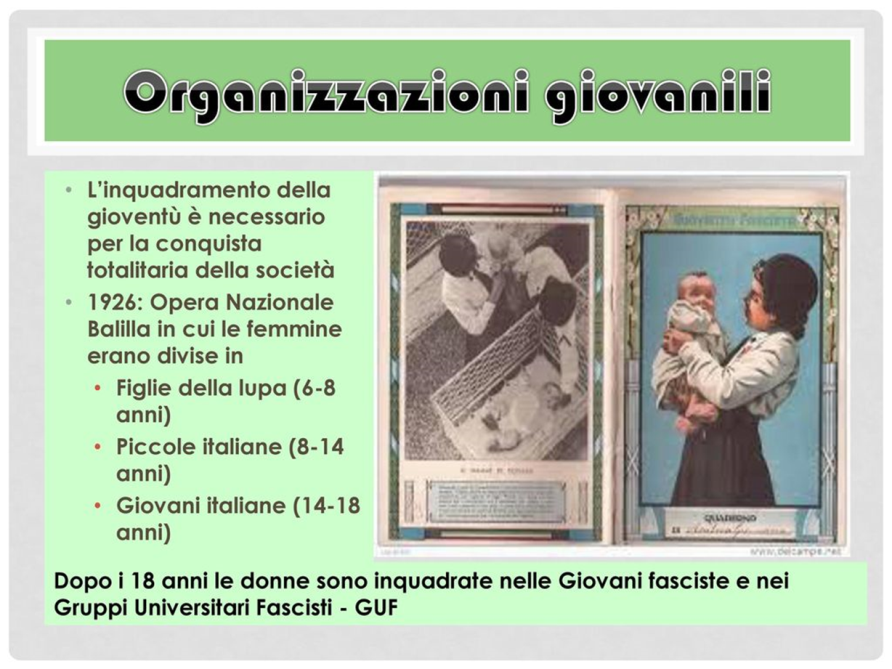 Organizzazioni giovanili
• L'inquadramento della
gioventù è necessario
per la conquista
totalitaria della società
• 1926: Opera Nazionale
Balilla in cui le femmine
erano divise in
• Figlie della lupa (6-8
anni)
• Piccole italiane (8-14
anni)
• Giovani italiane (14-18
anni)
Gioventù Fascista
QUADERNO
www.delcampe.net
Dopo i 18 anni le donne sono inquadrate nelle Giovani fasciste e nei
Gruppi Universitari Fascisti - GUF